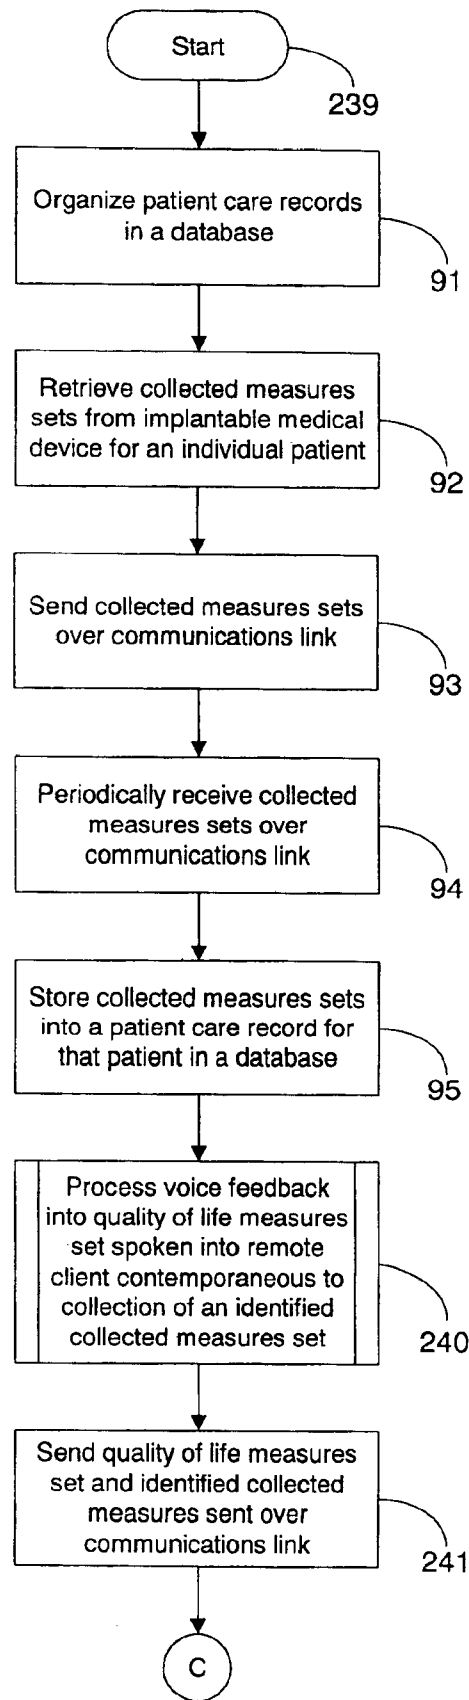 Start
239
Organize patient care records
in a database
91
Retrieve collected measures
sets from implantable medical
device for an individual patient
92
Send collected measures sets
over communications link
93
Periodically receive collected
measures sets over
communications link
94
Store collected measures sets
into a patient care record for
that patient in a database
95
Process voice feedback
into quality of life measures
set spoken into remote
client contemporaneous to
collection of an identified
collected measures set
240
Send quality of life measures
set and identified collected
measures sent over
communications link
241
C